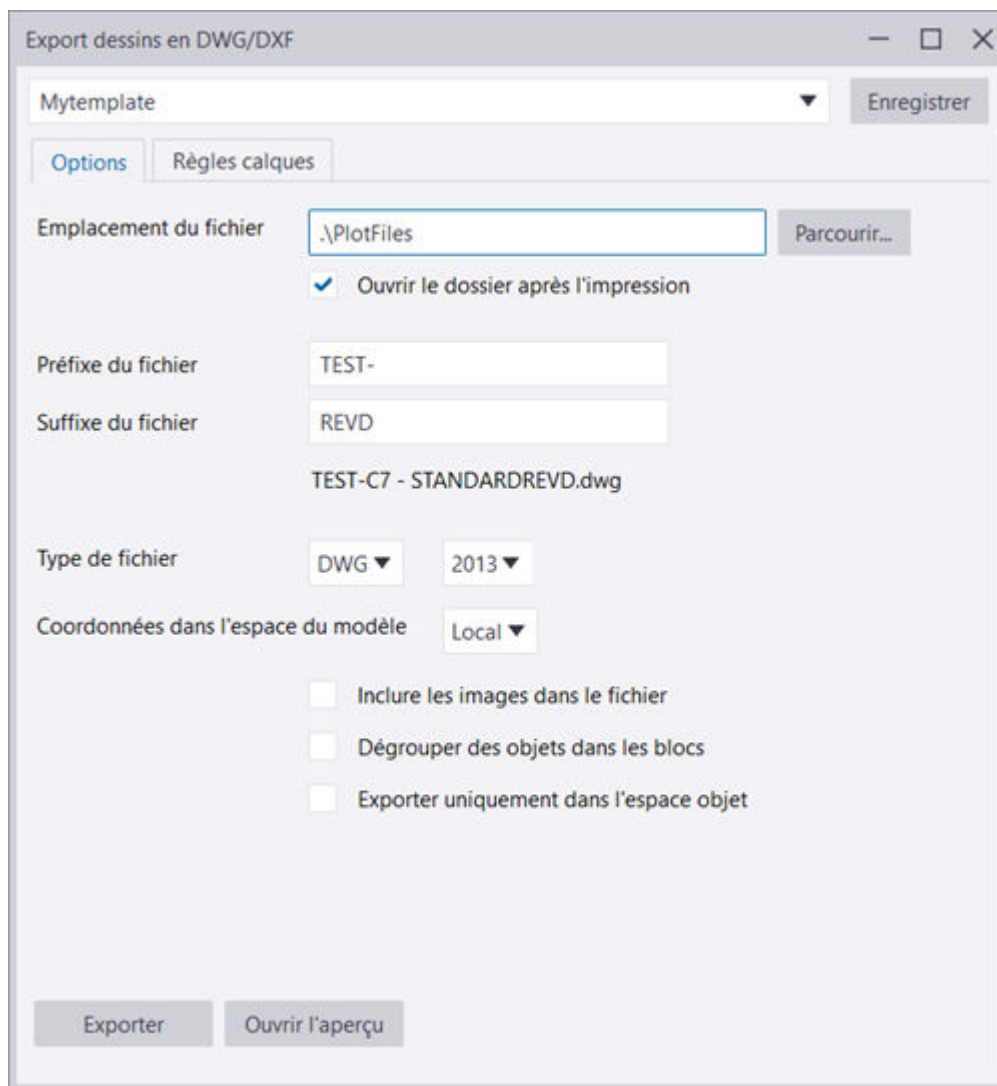 Export dessins en DWG/DXF
Mytemplate
Enregistrer
Options
Règles calques
Emplacement du fichier
.\PlotFiles
Parcourir...
Ouvrir le dossier après l'impression
Préfixe du fichier
TEST-
Suffixe du fichier
REVD
TEST-C7 - STANDARDREVD.dwg
Type de fichier
DWG
2013
Coordonnées dans l'espace du modèle
Local
Inclure les images dans le fichier
Dégrouper des objets dans les blocs
Exporter uniquement dans l'espace objet
Exporter
Ouvrir l'aperçu